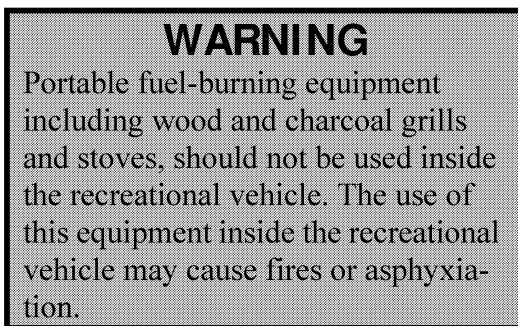 WARNING
Portable fuel-burning equipment
including wood and charcoal grills
and stoves, should not be used inside
the recreational vehicle. The use of
this equipment inside the recreational
vehicle may cause fires or asphyxia-
tion.